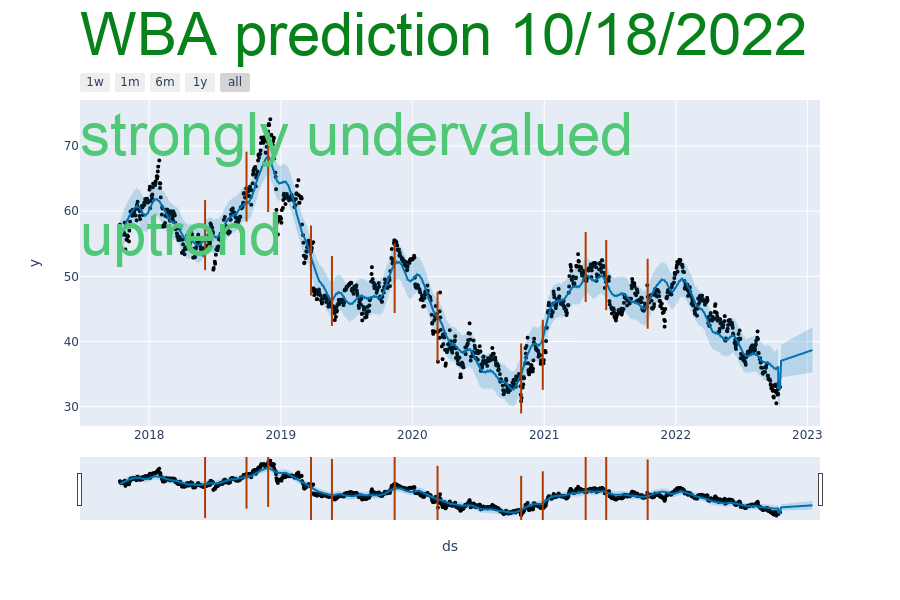 WBA prediction 10/18/2022
1w 1m 6m 1y all
strongly undervalued
uptrend
70
60
50
40
30
y
2018 2019 2020 2021 2022 2023
ds